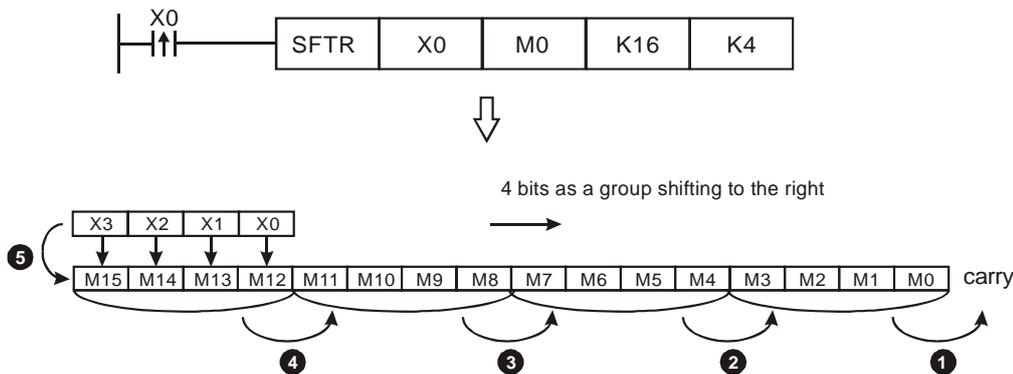 X0
SFTR X0 M0 K16 K4
4 bits as a group shifting to the right
X3 X2 X1 X0
5
M15 M14 M13 M12 M11 M10 M9 M8 M7 M6 M5 M4 M3 M2 M1 M0 carry
4 3 2 1